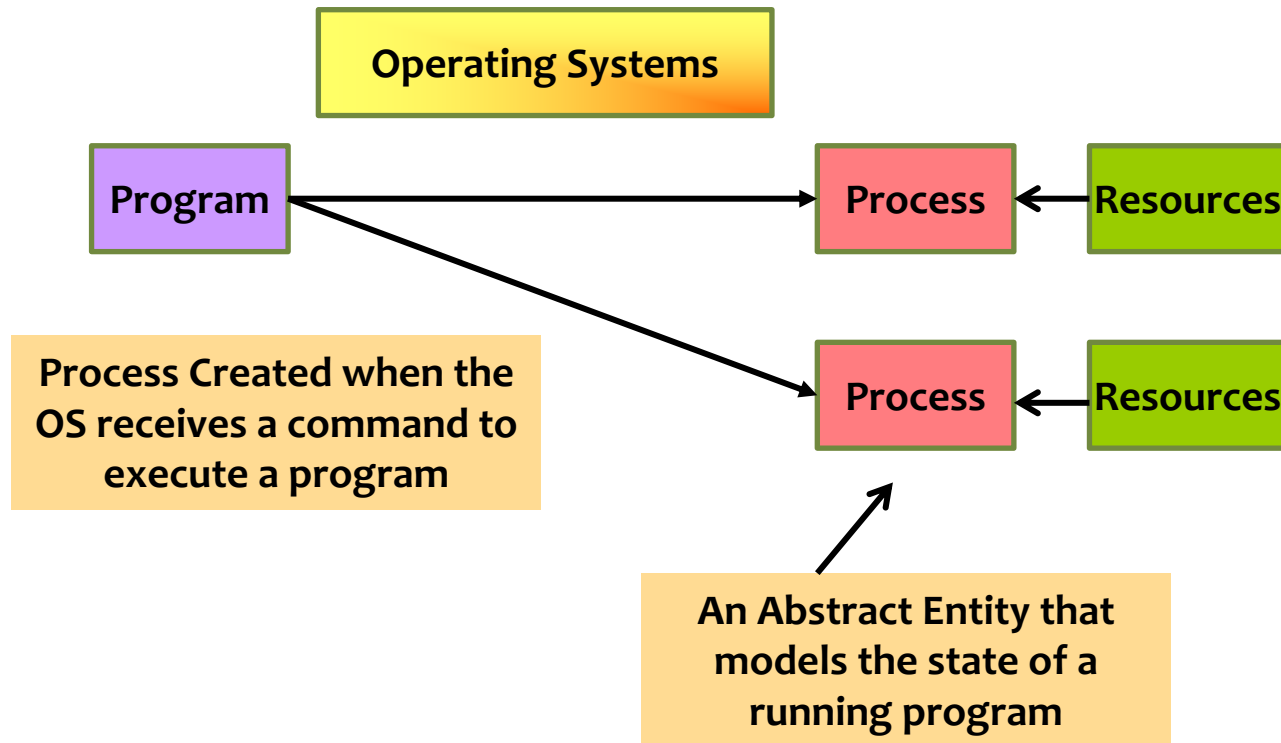 Operating Systems
Program
Process
Resources
Process Created when the
OS receives a command to
execute a program
Process
Resources
An Abstract Entity that
models the state of a
running program